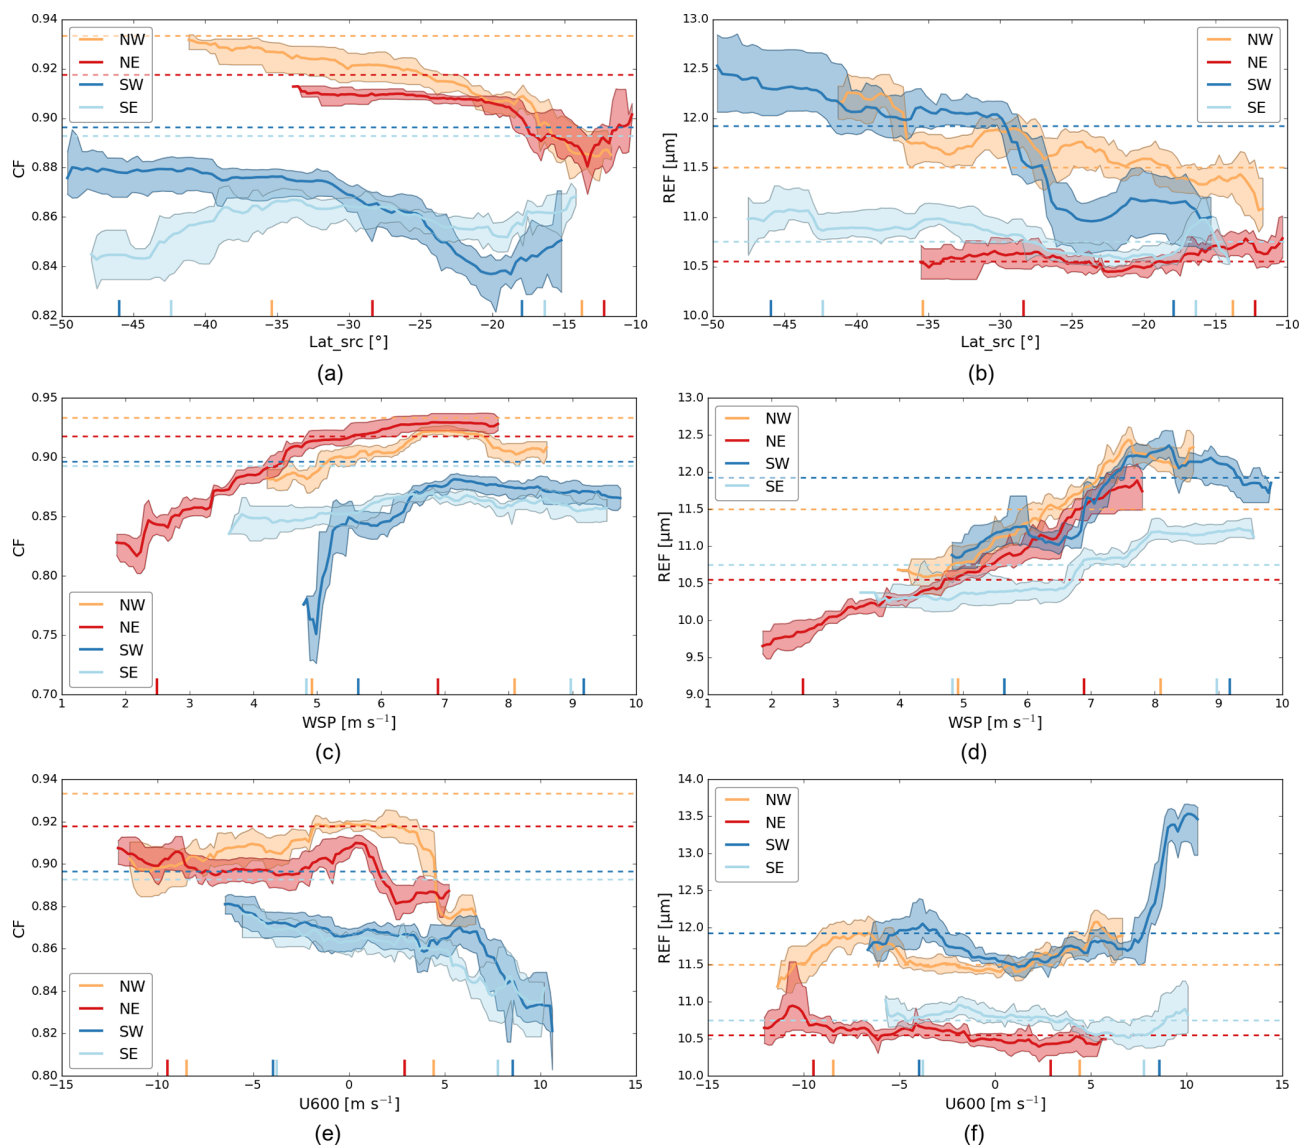 0.94
0.92
0.90
0.88
0.86
0.84
0.82
CF
NW
NE
SW
SE
−50 −45 −40 −35 −30 −25 −20 −15 −10
Lat_src [°]
(a)
13.0
12.5
12.0
11.5
11.0
10.5
10.0
REF [µm]
NW
NE
SW
SE
−50 −45 −40 −35 −30 −25 −20 −15 −10
Lat_src [°]
(b)
0.95
0.90
0.85
0.80
0.75
0.70
CF
NW
NE
SW
SE
1 2 3 4 5 6 7 8 9 10
WSP [m s⁻¹]
(c)
13.0
12.5
12.0
11.5
11.0
10.5
10.0
9.5
9.0
REF [µm]
NW
NE
SW
SE
1 2 3 4 5 6 7 8 9 10
WSP [m s⁻¹]
(d)
0.94
0.92
0.90
0.88
0.86
0.84
0.82
0.80
CF
NW
NE
SW
SE
−15 −10 −5 0 5 10 15
U600 [m s⁻¹]
(e)
14.0
13.5
13.0
12.5
12.0
11.5
11.0
10.5
10.0
REF [µm]
NW
NE
SW
SE
−15 −10 −5 0 5 10 15
U600 [m s⁻¹]
(f)